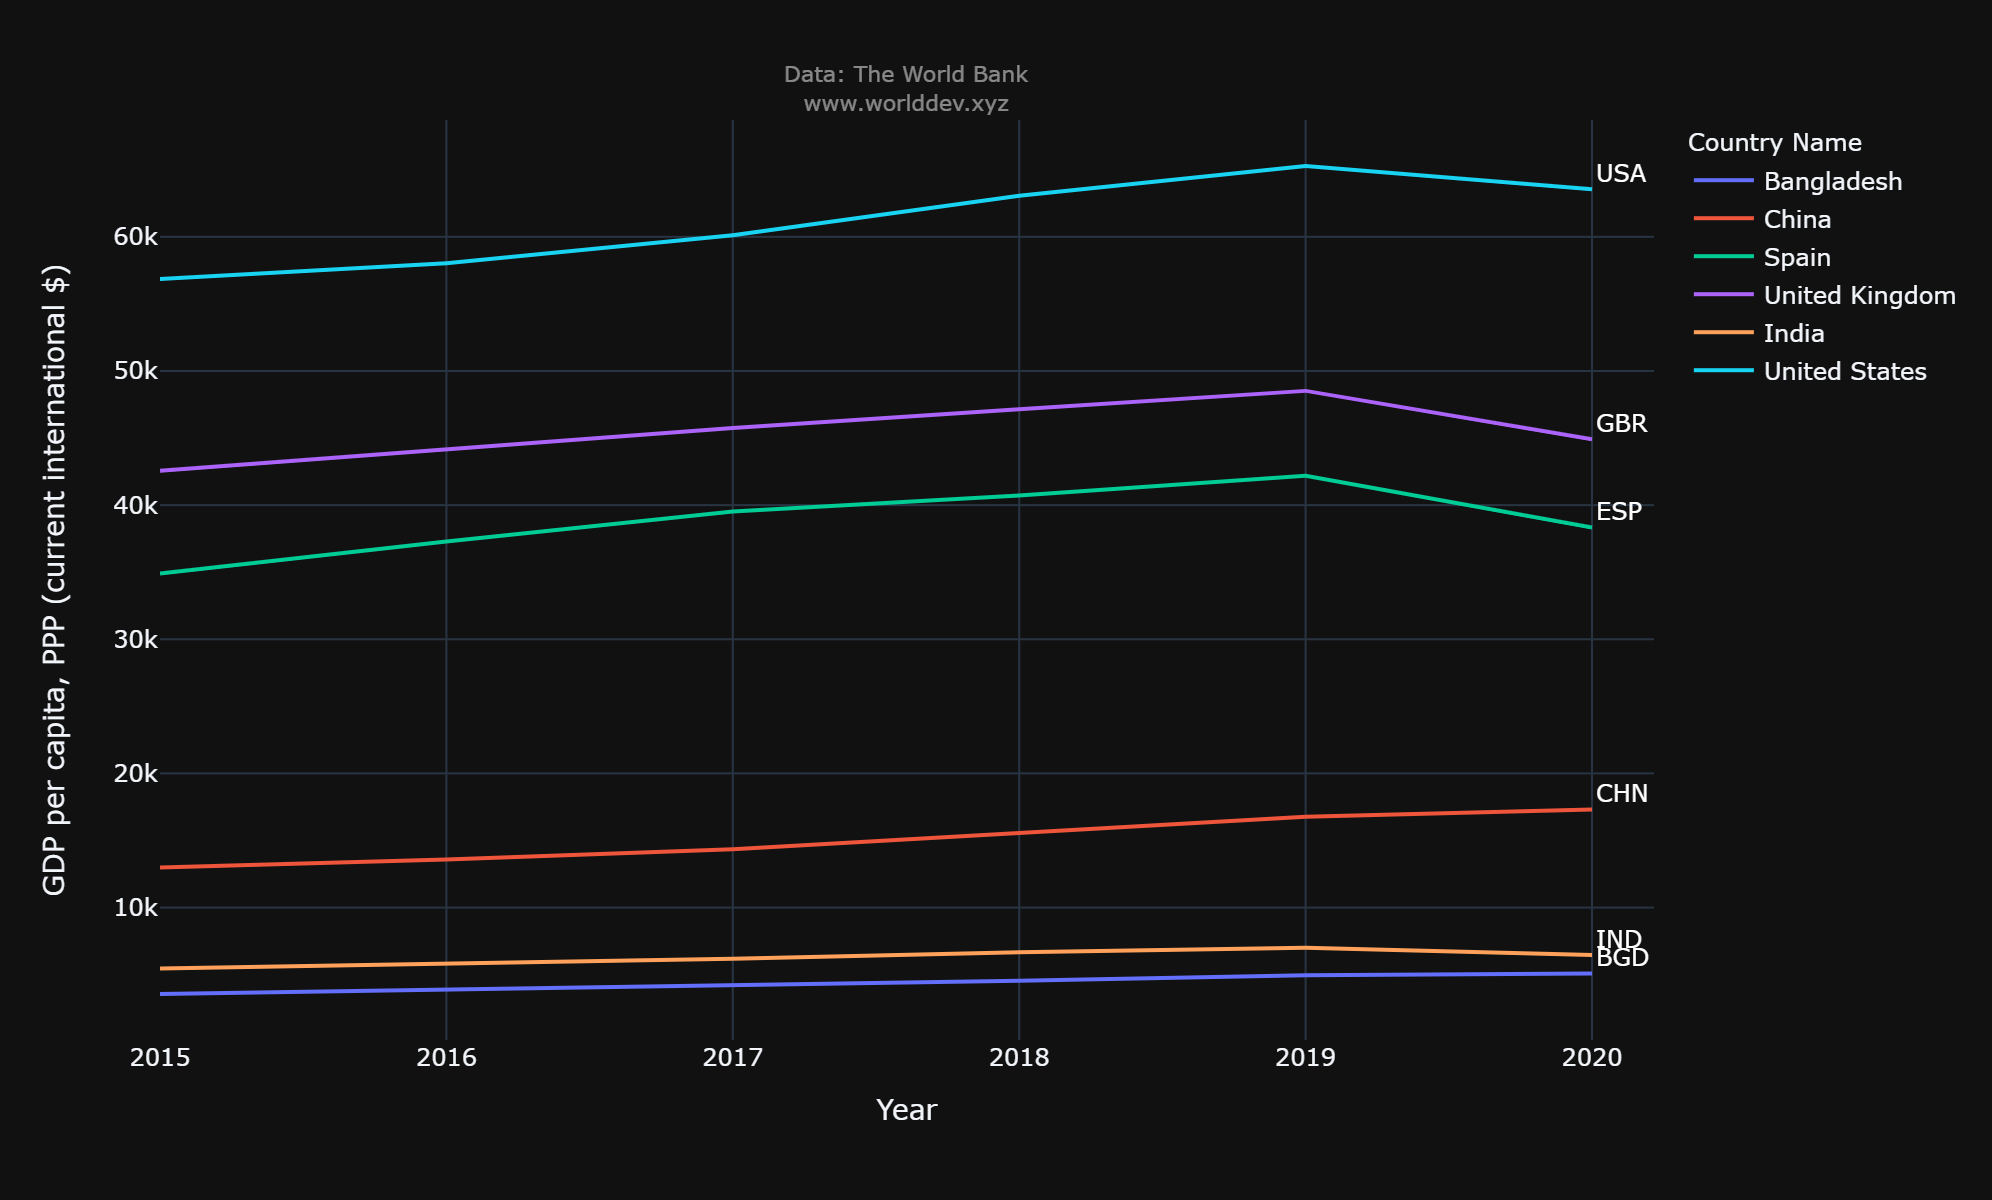 Data: The World Bank
www.worlddev.xyz
GDP per capita, PPP (current international $)
60k
50k
40k
30k
20k
10k
USA
GBR
ESP
CHN
IND
BGD
2015 2016 2017 2018 2019 2020
Year
Country Name
Bangladesh
China
Spain
United Kingdom
India
United States